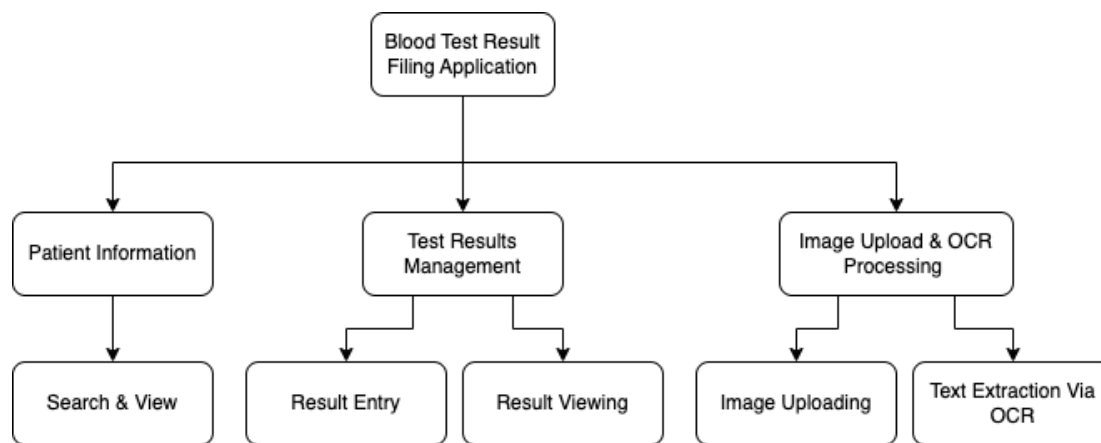 Blood Test Result
Filing Application
Patient Information
Test Results
Management
Image Upload & OCR
Processing
Search & View
Result Entry
Result Viewing
Image Uploading
Text Extraction Via
OCR